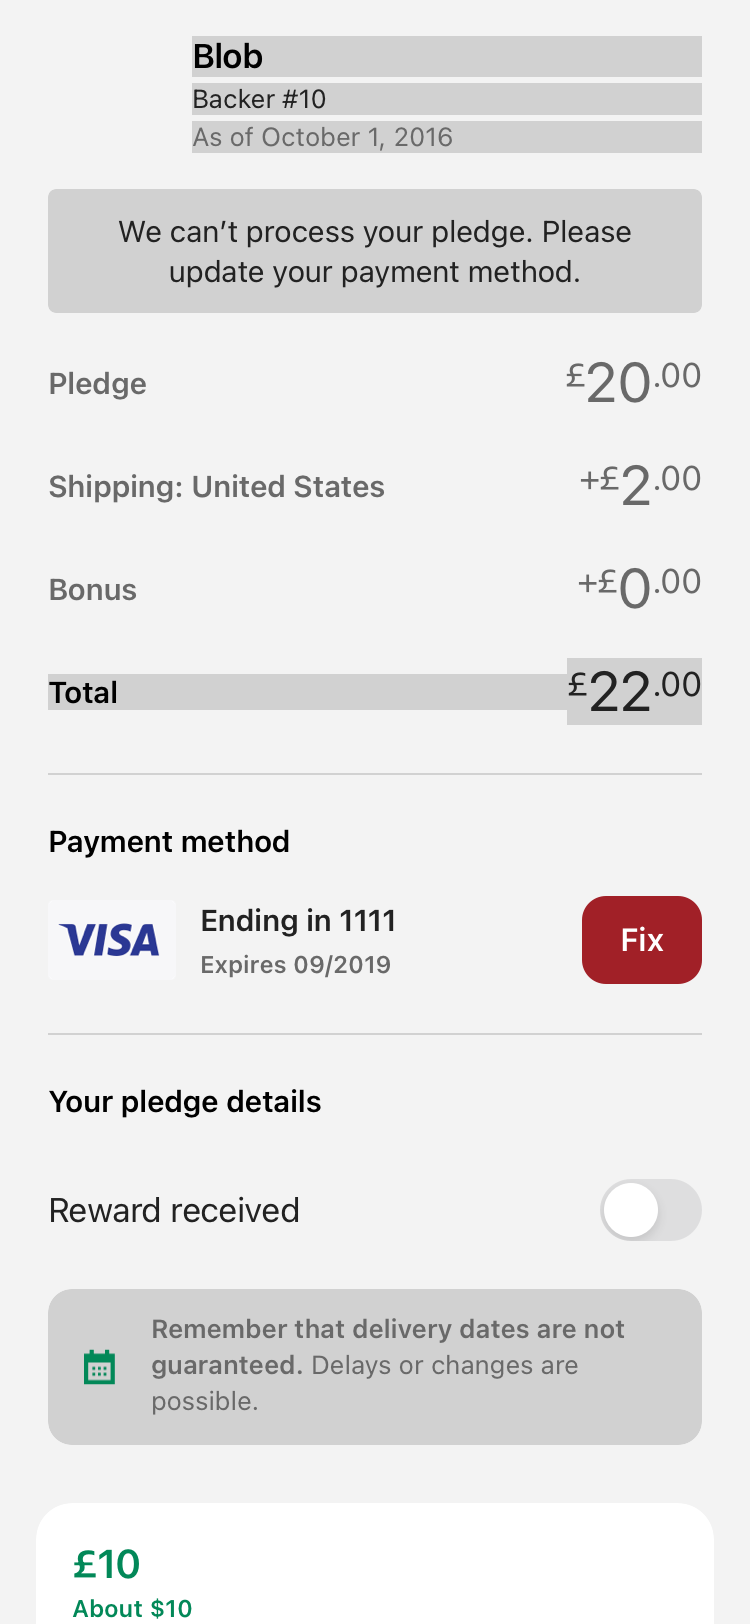 Blob
Backer #10
As of October 1, 2016
We can’t process your pledge. Please
update your payment method.
Pledge £20.00
Shipping: United States +£2.00
Bonus +£0.00
Total £22.00
Payment method
VISA Ending in 1111
Expires 09/2019
Fix
Your pledge details
Reward received
Remember that delivery dates are not
guaranteed. Delays or changes are
possible.
£10
About $10